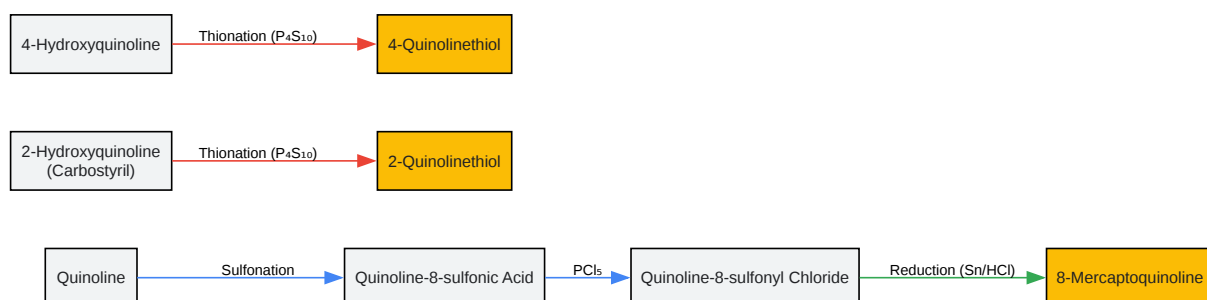 4-Hydroxyquinoline
Thionation (P₄S₁₀)
4-Quinolinethiol
2-Hydroxyquinoline
(Carbostyril)
Thionation (P₄S₁₀)
2-Quinolinethiol
Quinoline
Sulfonation
Quinoline-8-sulfonic Acid
PCl₅
Quinoline-8-sulfonyl Chloride
Reduction (Sn/HCl)
8-Mercaptoquinoline